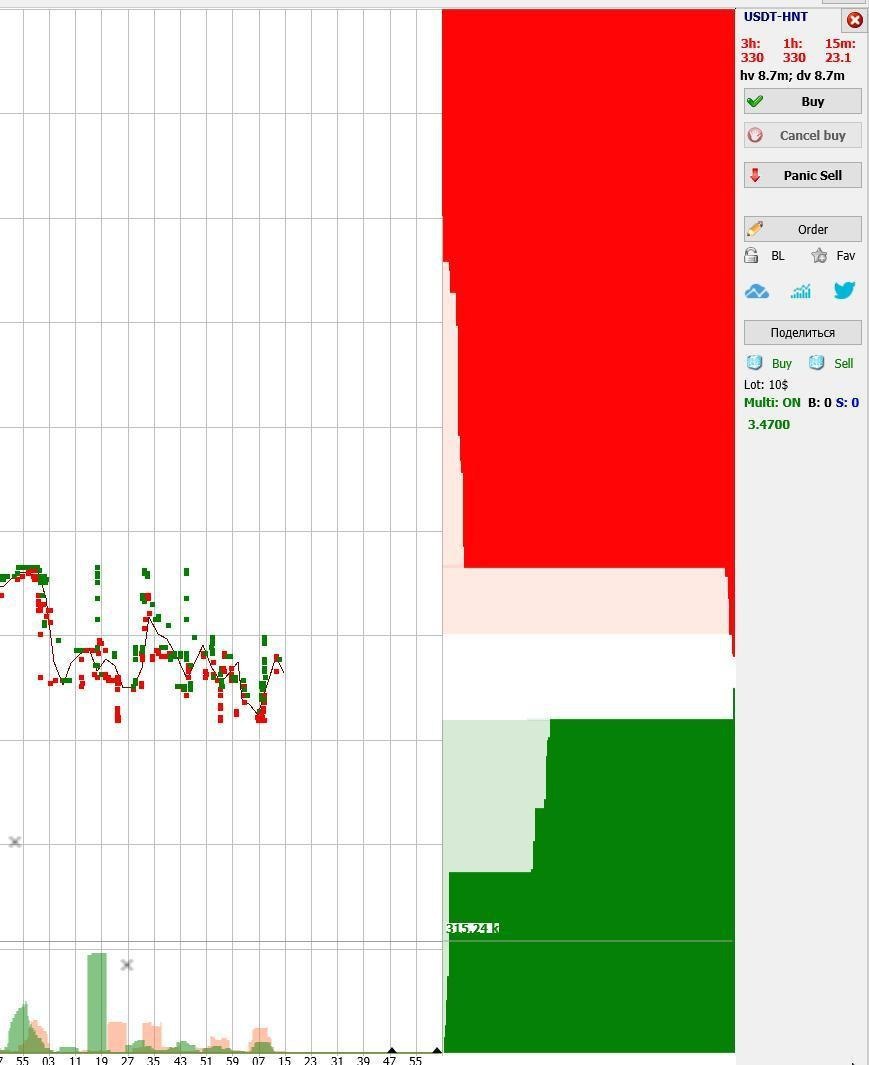 USDT-HNT
3h: 1h: 15m:
330 330 23.1
hv 8.7m; dv 8.7m
Buy
Cancel buy
Panic Sell
Order
BL Fav
Поделиться
Buy Sell
Lot: 10$
Multi: ON B: 0 S: 0
3.4700
315.24 k
7 55 03 11 19 27 35 43 51 59 07 15 23 31 39 47 55